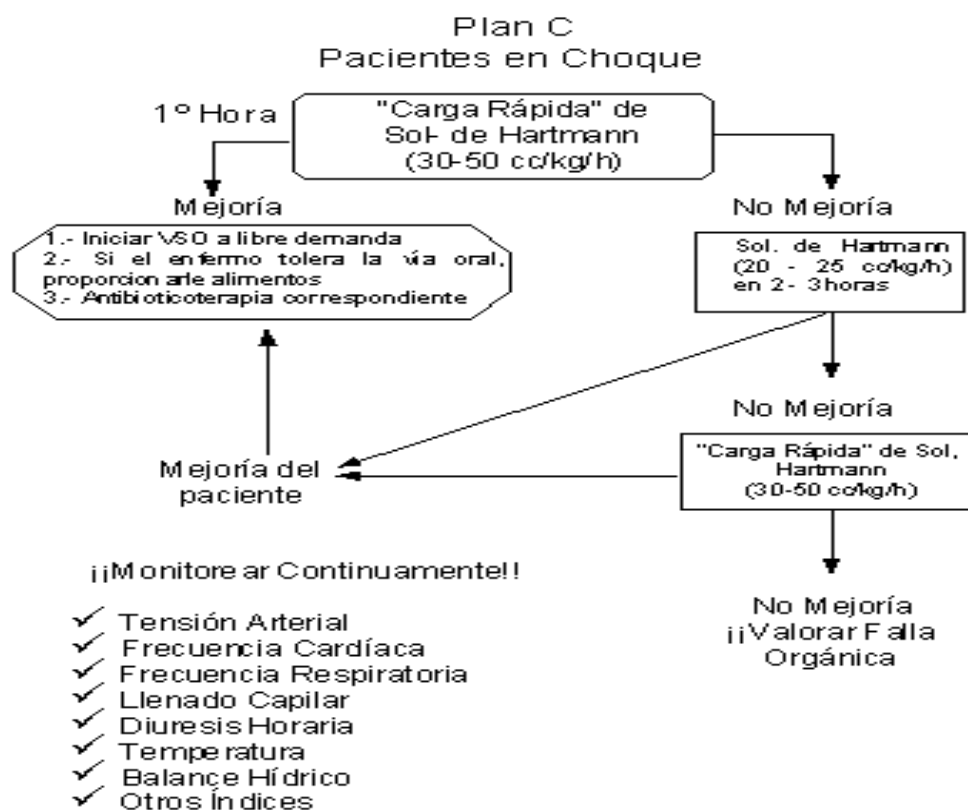 Plan C
Pacientes en Choque
1º Hora
"Carga Rápida" de
Sol- de Hartmann
(30-50 cc/kg/h)
Mejoría
1.- Iniciar VSO a libre demanda
2.- Si el enfermo tolera la vía oral,
proporcionarle alimentos
3.- Antibioticoterapia correspondiente
No Mejoría
Sol. de Hartmann
(20 - 25 cc/kg/h)
en 2- 3horas
No Mejoría
"Carga Rápida" de Sol,
Hartmann
(30-50 cc/kg/h)
Mejoría del
paciente
No Mejoría
¡¡Valorar Falla
Orgánica
¡¡Monitorear Continuamente!!
✓ Tensión Arterial
✓ Frecuencia Cardíaca
✓ Frecuencia Respiratoria
✓ Llenado Capilar
✓ Diuresis Horaria
✓ Temperatura
✓ Balance Hídrico
✓ Otros Índices